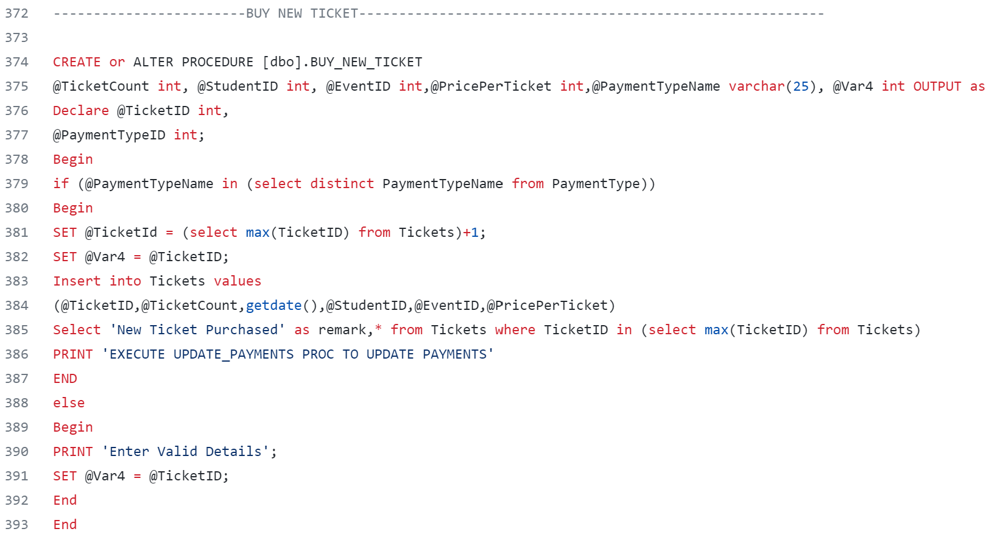 372 ------------------------BUY NEW TICKET----------------------------------------------------------
373
374 CREATE or ALTER PROCEDURE [dbo].BUY_NEW_TICKET
375 @TicketCount int, @StudentID int, @EventID int,@PricePerTicket int,@PaymentTypeName varchar(25), @Var4 int OUTPUT as
376 Declare @TicketID int,
377 @PaymentTypeID int;
378 Begin
379 if (@PaymentTypeName in (select distinct PaymentTypeName from PaymentType))
380 Begin
381 SET @TicketId = (select max(TicketID) from Tickets)+1;
382 SET @Var4 = @TicketID;
383 Insert into Tickets values
384 (@TicketID,@TicketCount,getdate(),@StudentID,@EventID,@PricePerTicket)
385 Select 'New Ticket Purchased' as remark,* from Tickets where TicketID in (select max(TicketID) from Tickets)
386 PRINT 'EXECUTE UPDATE_PAYMENTS PROC TO UPDATE PAYMENTS'
387 END
388 else
389 Begin
390 PRINT 'Enter Valid Details';
391 SET @Var4 = @TicketID;
392 End
393 End